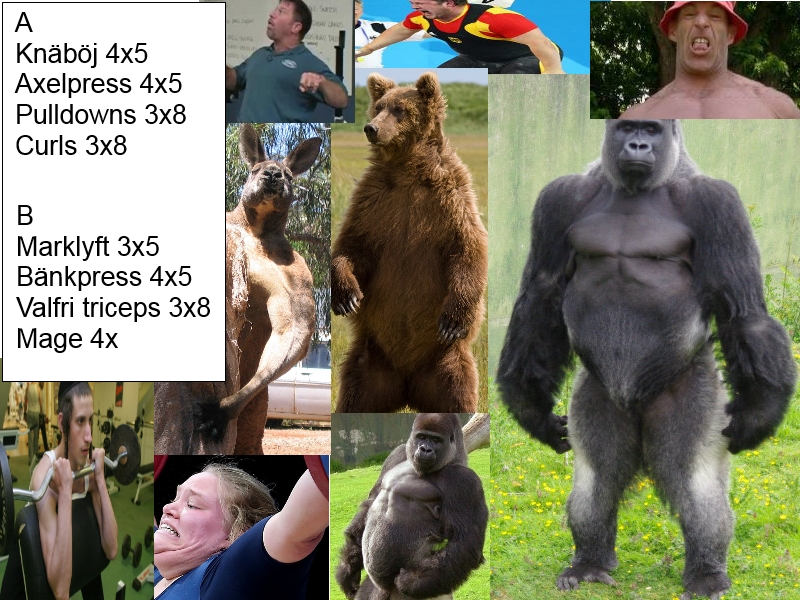 A
Knäböj 4x5
Axelpress 4x5
Pulldowns 3x8
Curls 3x8
B
Marklyft 3x5
Bänkpress 4x5
Valfri triceps 3x8
Mage 4x